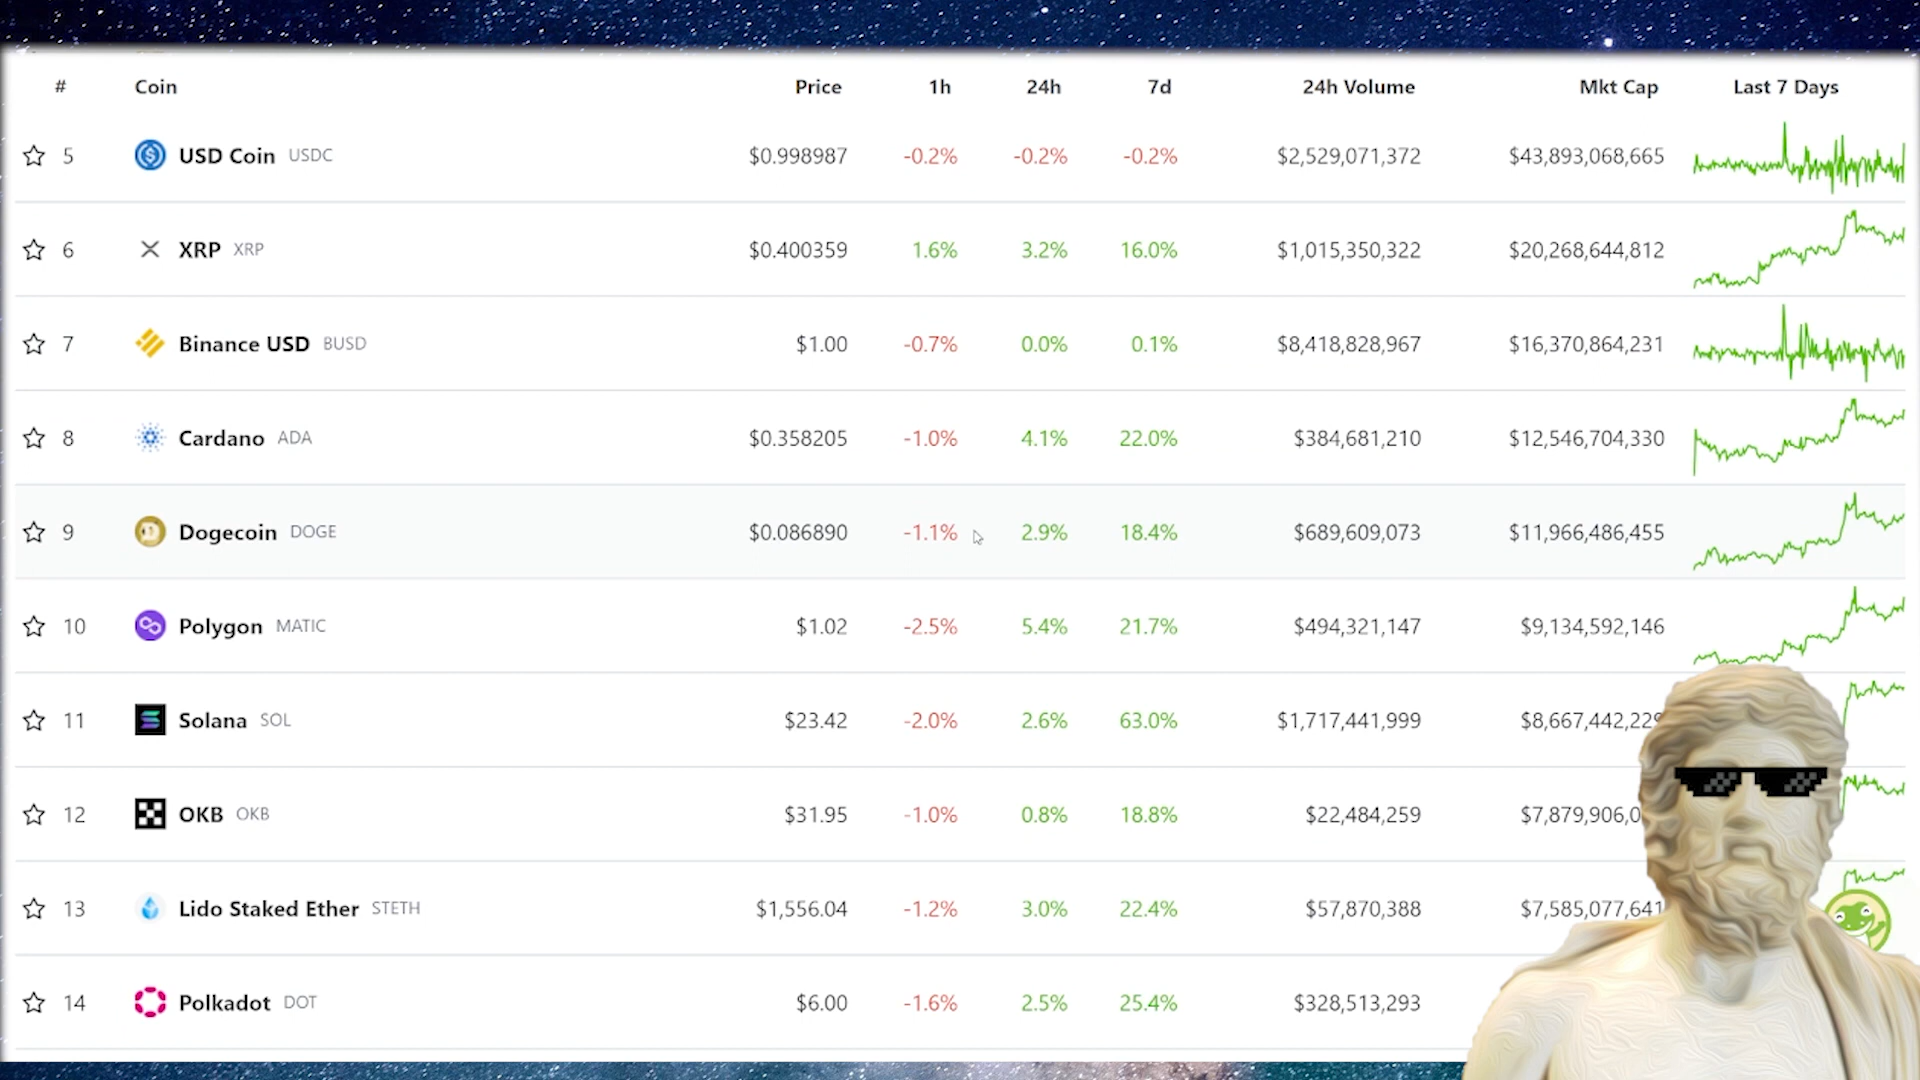 # Coin Price 1h 24h 7d 24h Volume Mkt Cap Last 7 Days
5 USD Coin USDC $0.998987 -0.2% -0.2% -0.2% $2,529,071,372 $43,893,068,665
6 XRP XRP $0.400359 1.6% 3.2% 16.0% $1,015,350,322 $20,268,644,812
7 Binance USD BUSD $1.00 -0.7% 0.0% 0.1% $8,418,828,967 $16,370,864,231
8 Cardano ADA $0.358205 -1.0% 4.1% 22.0% $384,681,210 $12,546,704,330
9 Dogecoin DOGE $0.086890 -1.1% 2.9% 18.4% $689,609,073 $11,966,486,455
10 Polygon MATIC $1.02 -2.5% 5.4% 21.7% $494,321,147 $9,134,592,146
11 Solana SOL $23.42 -2.0% 2.6% 63.0% $1,717,441,999 $8,667,442,229
12 OKB OKB $31.95 -1.0% 0.8% 18.8% $22,484,259 $7,879,906,0
13 Lido Staked Ether STETH $1,556.04 -1.2% 3.0% 22.4% $57,870,388 $7,585,077,641
14 Polkadot DOT $6.00 -1.6% 2.5% 25.4% $328,513,293